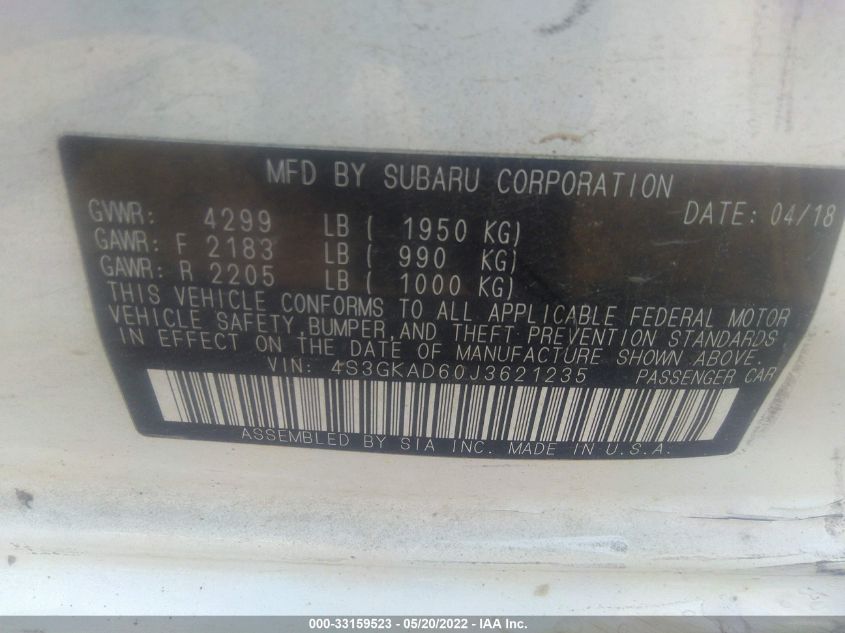 MFD BY SUBARU CORPORATION
DATE: 04/18
GVWR: 4299 LB ( 1950 KG)
GAWR: F 2183 LB ( 990 KG)
GAWR: R 2205 LB ( 1000 KG)
THIS VEHICLE CONFORMS TO ALL APPLICABLE FEDERAL MOTOR
VEHICLE SAFETY, BUMPER, AND THEFT PREVENTION STANDARDS
IN EFFECT ON THE DATE OF MANUFACTURE SHOWN ABOVE.
VIN: 4S3GKAD60J3621235 PASSENGER CAR
ASSEMBLED BY SIA INC. MADE IN U.S.A.
000-33159523 - 05/20/2022 - IAA Inc.